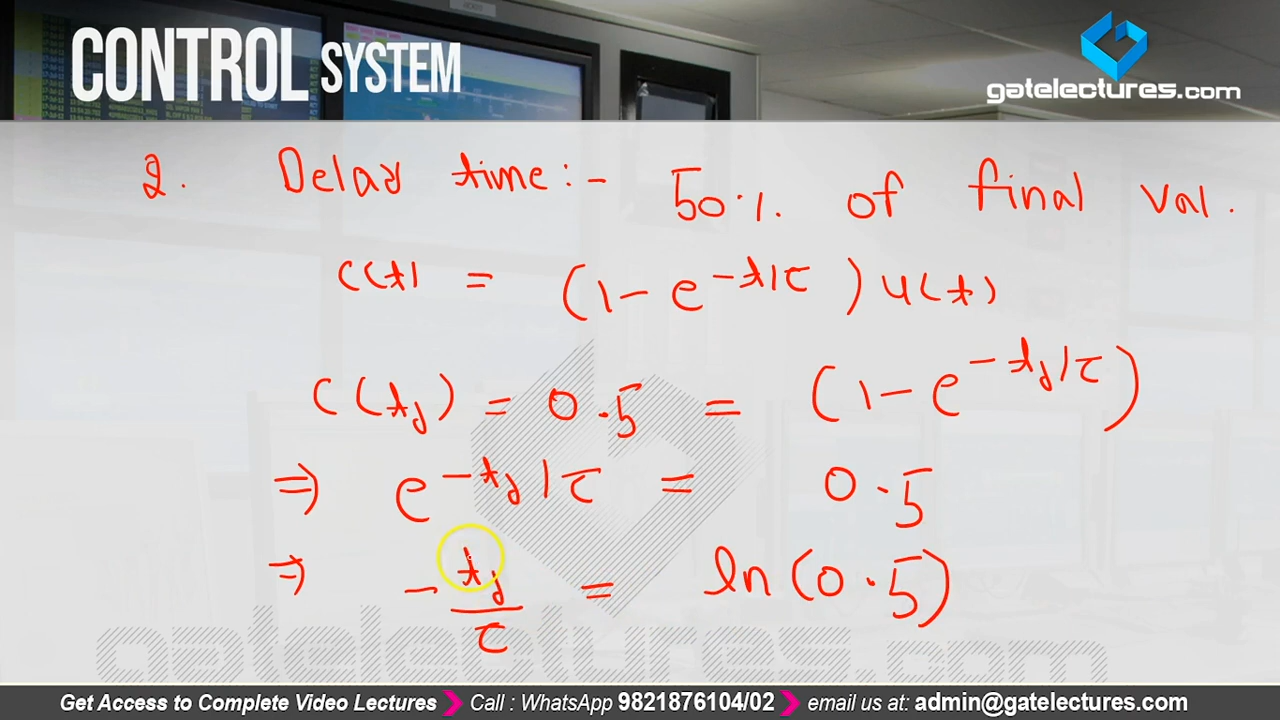 CONTROL SYSTEM
gatelectures.com
2. Delay time:- 50%. of final val.
c(t) = (1-e^{-t/τ})u(t)
c(t_d) = 0.5 = (1-e^{-t_d/τ})
⇒ e^{-t_d/τ} = 0.5
⇒ -t_d/τ = ln(0.5)
gatelectures.com
Get Access to Complete Video Lectures Call : WhatsApp 9821876104/02 email us at: admin@gatelectures.com